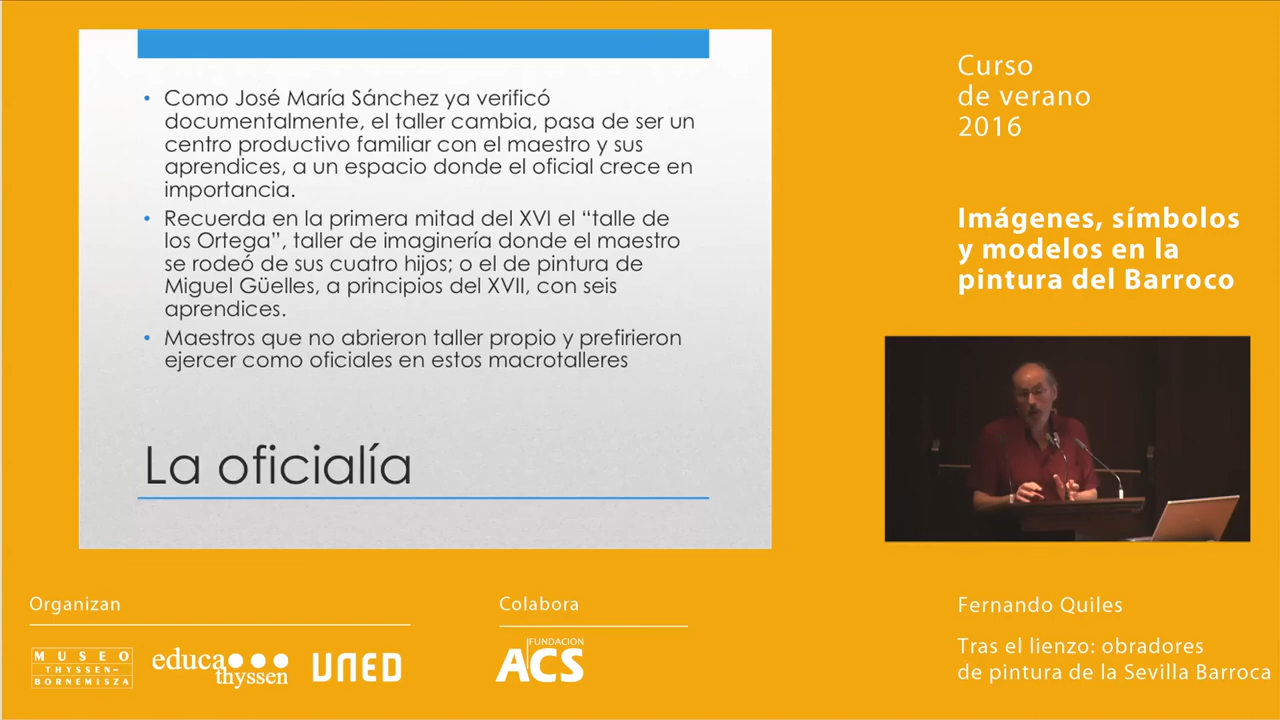 • Como José María Sánchez ya verificó
documentalmente, el taller cambia, pasa de ser un
centro productivo familiar con el maestro y sus
aprendices, a un espacio donde el oficial crece en
importancia.
• Recuerda en la primera mitad del XVI el “talle de
los Ortega”, taller de imaginería donde el maestro
se rodeó de sus cuatro hijos; o el de pintura de
Miguel Güelles, a principios del XVII, con seis
aprendices.
• Maestros que no abrieron taller propio y prefirieron
ejercer como oficiales en estos macrotalleres
La oficialía
Curso
de verano
2016
Imágenes, símbolos
y modelos en la
pintura del Barroco
Organizan
MUSEO
THYSSEN-
BORNEMISZA
educa
thyssen
UNED
Colabora
FUNDACION
ACS
Fernando Quiles
Tras el lienzo: obradores
de pintura de la Sevilla Barroca